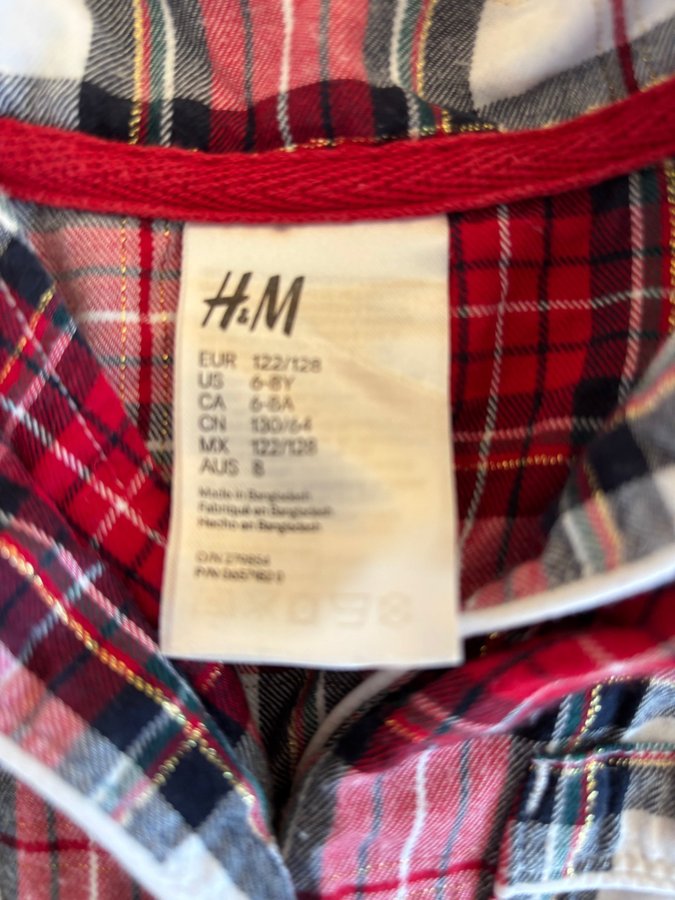 H&M
EUR 122/128
US 6-8Y
CA 6-8A
CN 130/64
MX 122/128
AUS 8
Made in Bangladesh
Fabriqué en Bangladesh
Hecho en Bangladesh